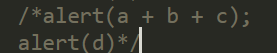 /*alert(a + b + c);
alert(d)*/